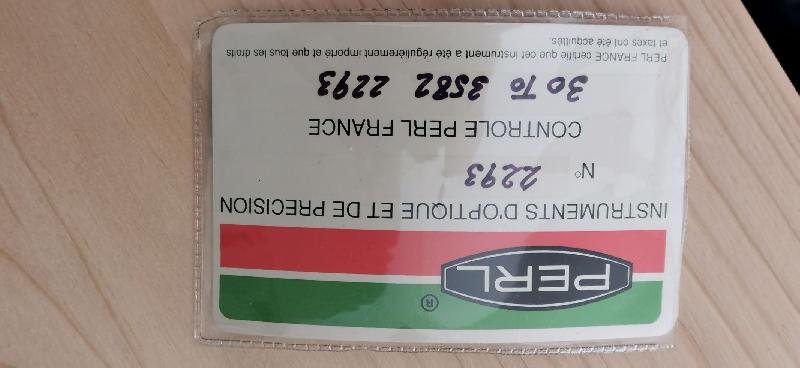 PERL ®
INSTRUMENTS D'OPTIQUE ET DE PRECISION
N° 2293
CONTROLE PERL FRANCE
30 TO 3582 2293
PERL FRANCE certifie que cet instrument a été régulièrement importé et que tous les droits
et taxes ont été acquittés.